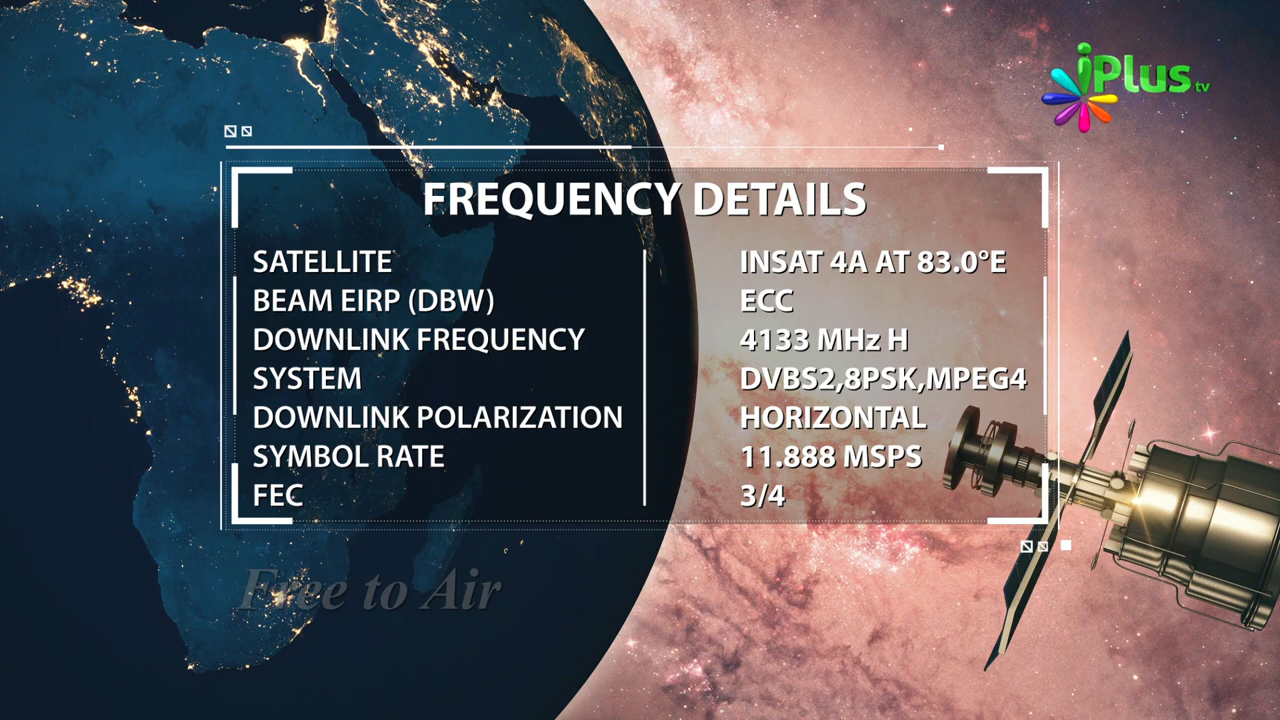 iPlus tv
FREQUENCY DETAILS
SATELLITE INSAT 4A AT 83.0°E
BEAM EIRP (DBW) ECC
DOWNLINK FREQUENCY 4133 MHz H
SYSTEM DVBS2,8PSK,MPEG4
DOWNLINK POLARIZATION HORIZONTAL
SYMBOL RATE 11.888 MSPS
FEC 3/4
Free to Air